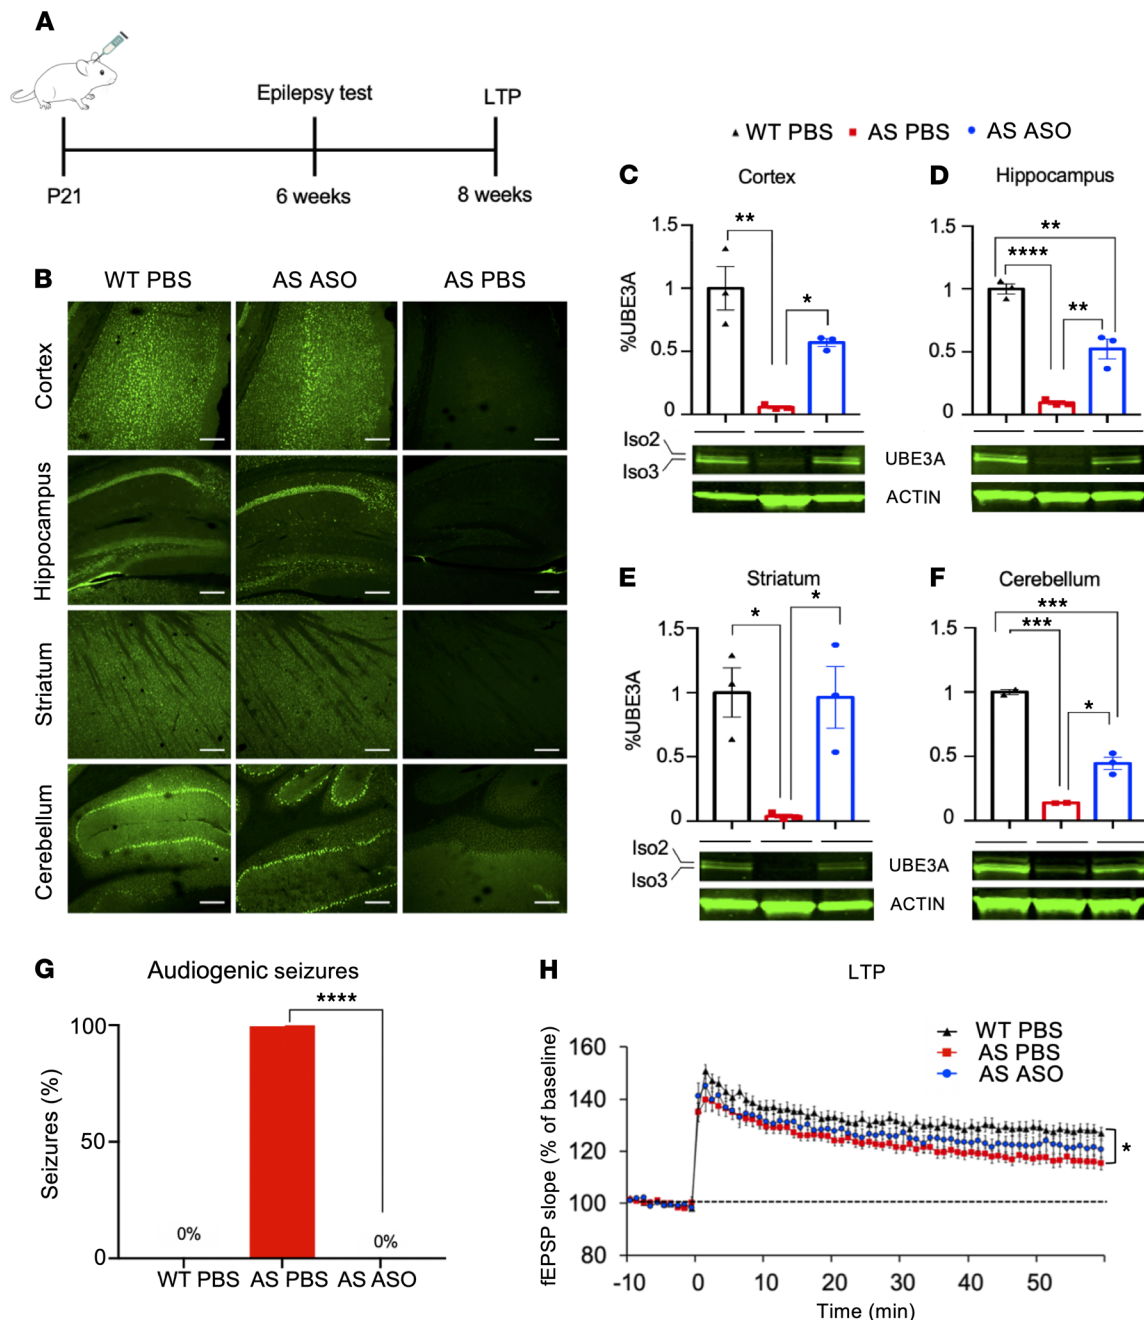 A
Epilepsy test
LTP
P21
6 weeks
8 weeks
WT PBS AS PBS AS ASO
B
WT PBS AS ASO AS PBS
Cortex
Hippocampus
Striatum
Cerebellum
C
Cortex
%UBE3A
1.5
1
0.5
0
**
*
Iso2
Iso3
UBE3A
ACTIN
D
Hippocampus
1.5
1
0.5
0
**
****
**
E
Striatum
%UBE3A
1.5
1
0.5
0
*
*
Iso2
Iso3
UBE3A
ACTIN
F
Cerebellum
1.5
1
0.5
0
***
***
*
G
Audiogenic seizures
****
Seizures (%)
100
50
0
0%
0%
WT PBS AS PBS AS ASO
H
LTP
WT PBS
AS PBS
AS ASO
fEPSP slope (% of baseline)
160
140
120
100
80
*
-10 0 10 20 30 40 50
Time (min)